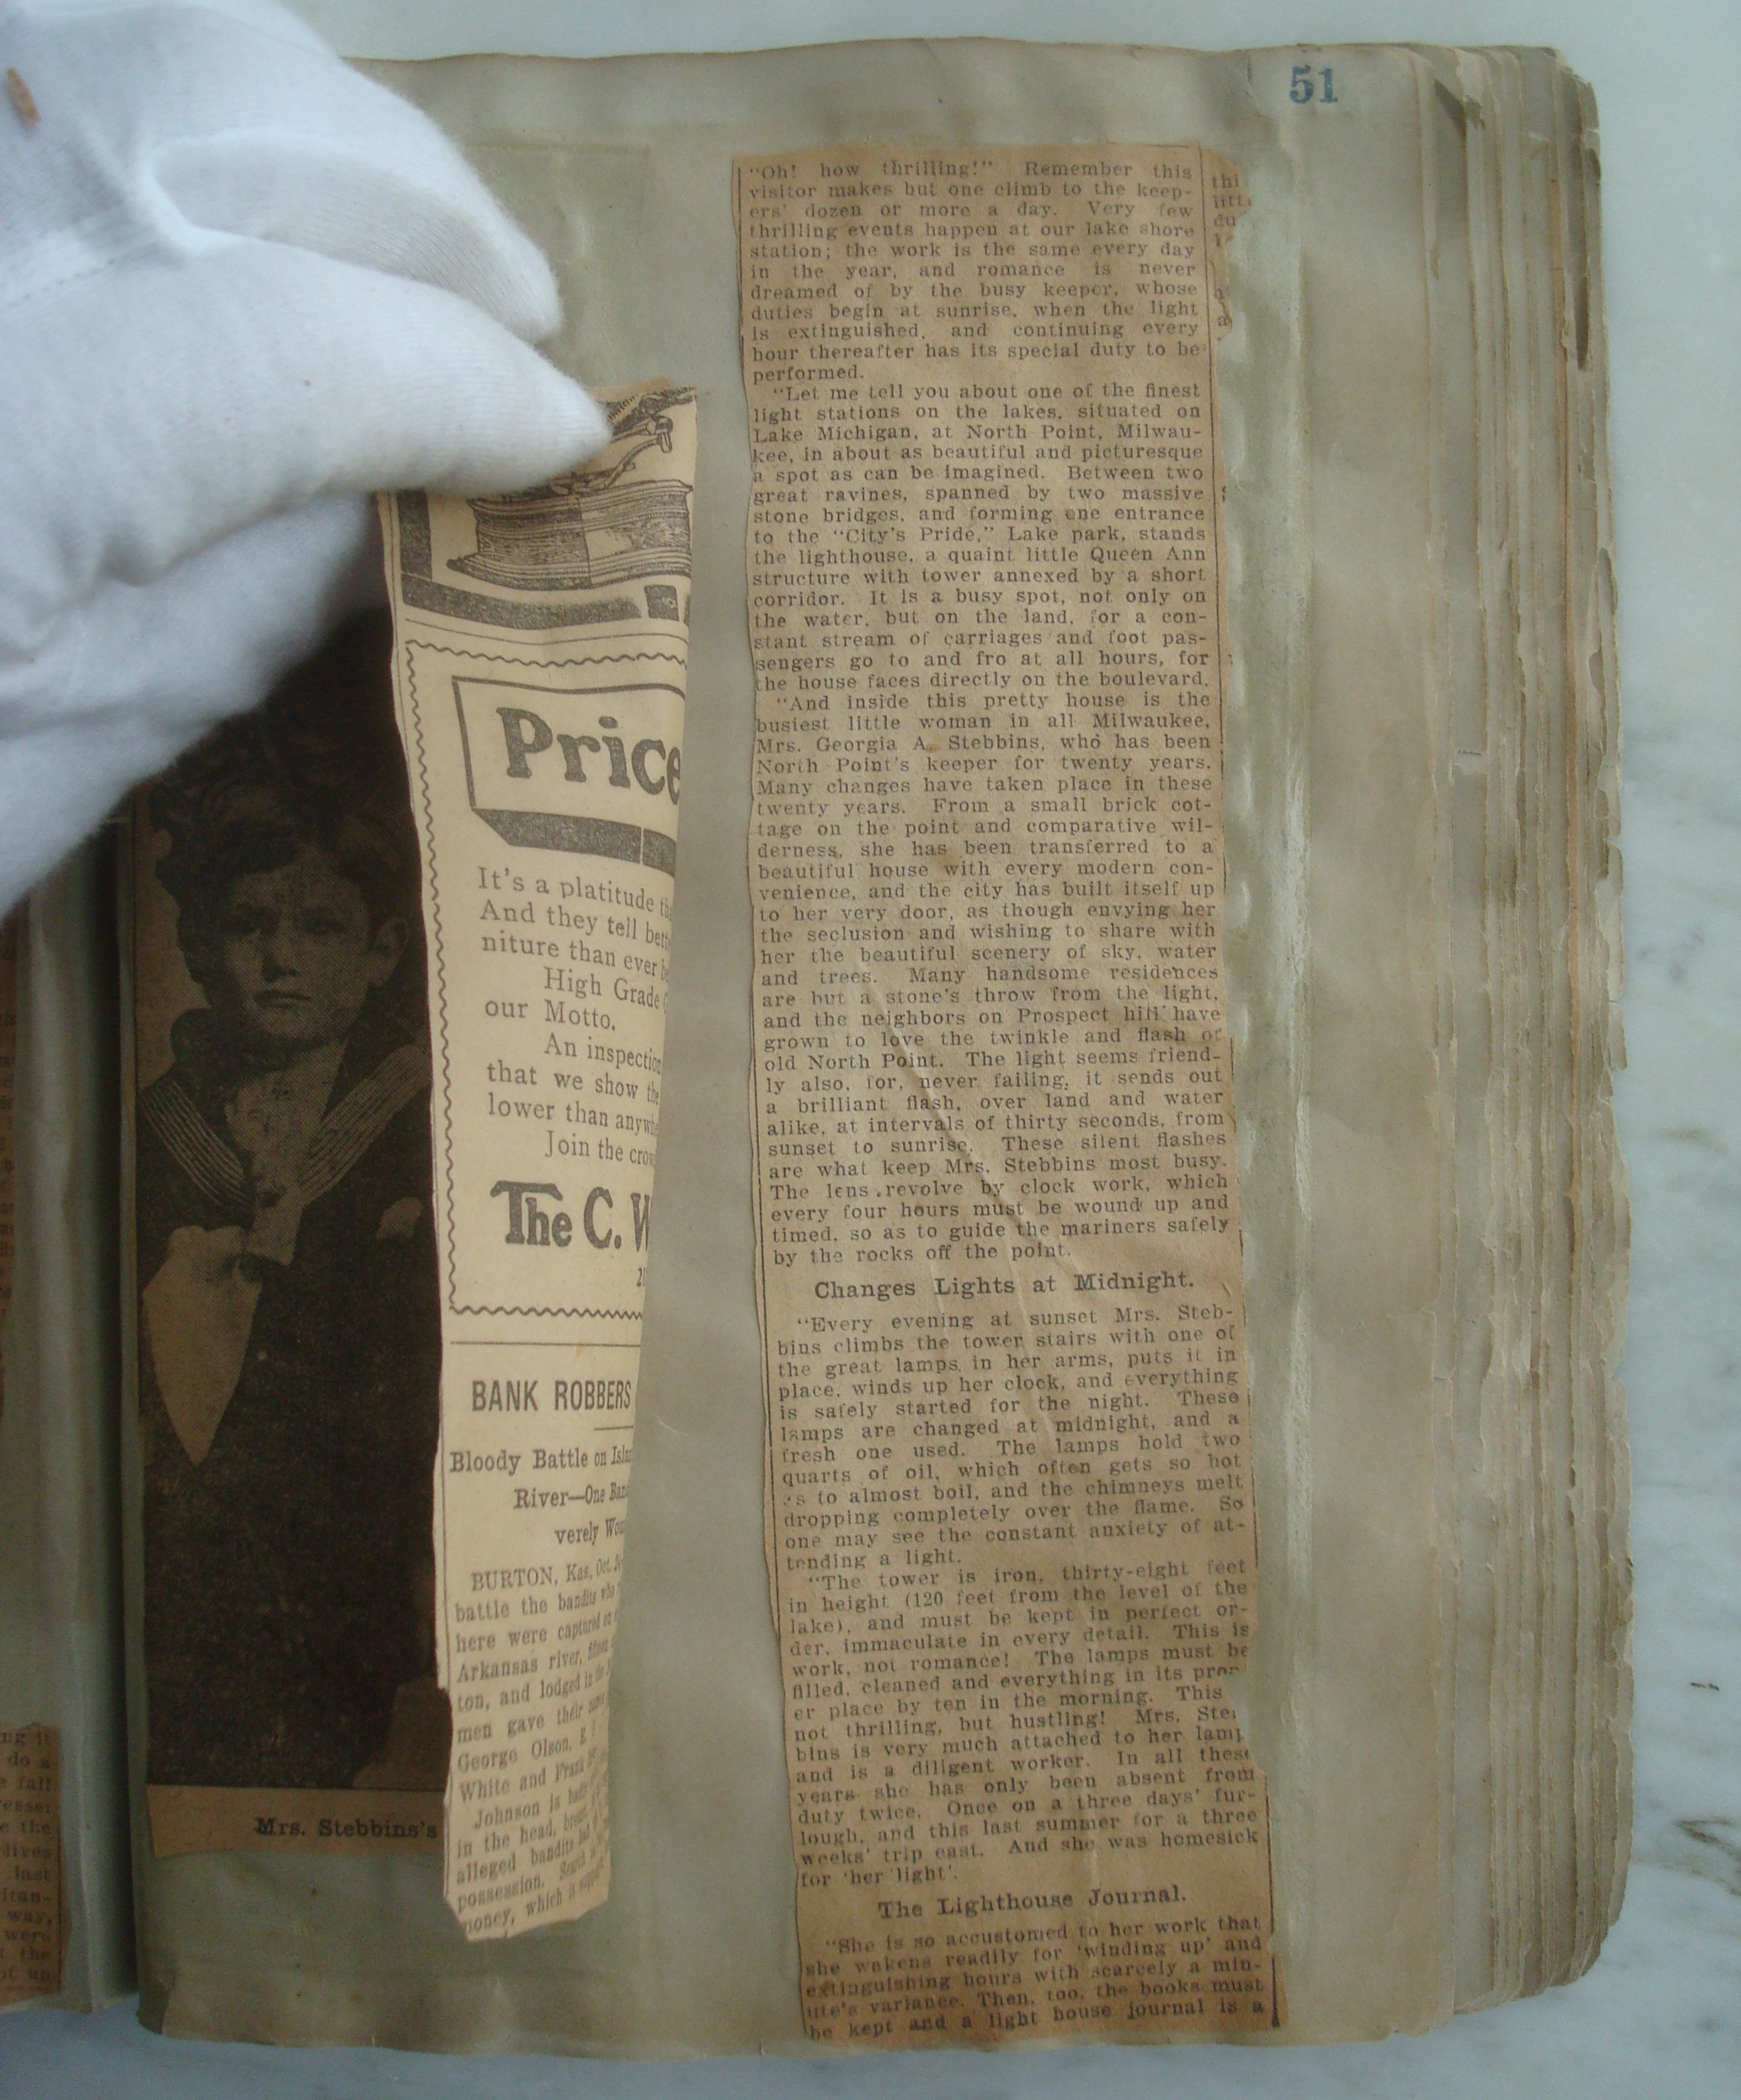 51
"Oh! how thrilling!" Remember this
visitor makes but one climb to the keep-
ers' dozen or more a day. Very few
thrilling events happen at our lake shore
station; the work is the same every day
in the year, and romance is never
dreamed of by the busy keeper, whose
duties begin at sunrise, when the light
is extinguished, and continuing every
hour thereafter has its special duty to be
performed.
"Let me tell you about one of the finest
light stations on the lakes, situated on
Lake Michigan, at North Point, Milwau-
kee, in about as beautiful and picturesque
a spot as can be imagined. Between two
great ravines, spanned by two massive
stone bridges, and forming one entrance
to the "City's Pride," Lake park, stands
the lighthouse, a quaint little Queen Ann
structure with tower annexed by a short
corridor. It is a busy spot, not only on
the water, but on the land, for a con-
stant stream of carriages and foot pas-
sengers go to and fro at all hours, for
the house faces directly on the boulevard.
"And inside this pretty house is the
busiest little woman in all Milwaukee,
Mrs. Georgia A. Stebbins, who has been
North Point's keeper for twenty years.
Many changes have taken place in these
twenty years. From a small brick cot-
tage on the point and comparative wil-
derness, she has been transferred to a
beautiful house with every modern con-
venience, and the city has built itself up
to her very door, as though envying her
the seclusion and wishing to share with
her the beautiful scenery of sky, water
and trees. Many handsome residences
are but a stone's throw from the light,
and the neighbors on Prospect hill have
grown to love the twinkle and flash of
old North Point. The light seems friend-
ly also, for, never failing, it sends out
a brilliant flash, over land and water
alike, at intervals of thirty seconds, from
sunset to sunrise. These silent flashes
are what keep Mrs. Stebbins most busy.
The lens revolve by clock work, which
every four hours must be wound up and
timed, so as to guide the mariners safely
by the rocks off the point.
Changes Lights at Midnight.
"Every evening at sunset Mrs. Steb-
bins climbs the tower stairs with one of
the great lamps in her arms, puts it in
place, winds up her clock, and everything
is safely started for the night. These
lamps are changed at midnight, and a
fresh one used. The lamps hold two
quarts of oil, which often gets so hot
as to almost boil, and the chimneys melt
dropping completely over the flame. So
one may see the constant anxiety of at-
tending a light.
"The tower is iron, thirty-eight feet
in height (120 feet from the level of the
lake), and must be kept in perfect or-
der, immaculate in every detail. This is
work, not romance! The lamps must be
filled, cleaned and everything in its prop-
er place by ten in the morning. This
not thrilling, but hustling! Mrs. Ste
bins is very much attached to her lamp
and is a diligent worker. In all these
years she has only been absent from
duty twice. Once on a three days' fur-
lough, and this last summer for a three
weeks' trip east. And she was homesick
for 'her light'.
The Lighthouse Journal.
"She is so accustomed to her work that
she wakens readily for 'winding up' and
extinguishing hours with scarcely a min-
ute's variance. Then, too, the books must
be kept and a light house journal is a
Price
It's a platitude th
And they tell bett
niture than ever be
High Grade
our Motto.
An inspection
that we show the
lower than anywh
Join the crow
The C. W
BANK ROBBERS
Bloody Battle on Islan
River—One Band
verely Wou
BURTON, Kas., Oct.
battle the bandits who
here were captured on
Arkansas river,
ton, and lodged in
men gave their
George Olson,
White and Frank
Johnson is
in the head,
alleged bandits had
possession. Search
money, which is
Mrs. Stebbins's